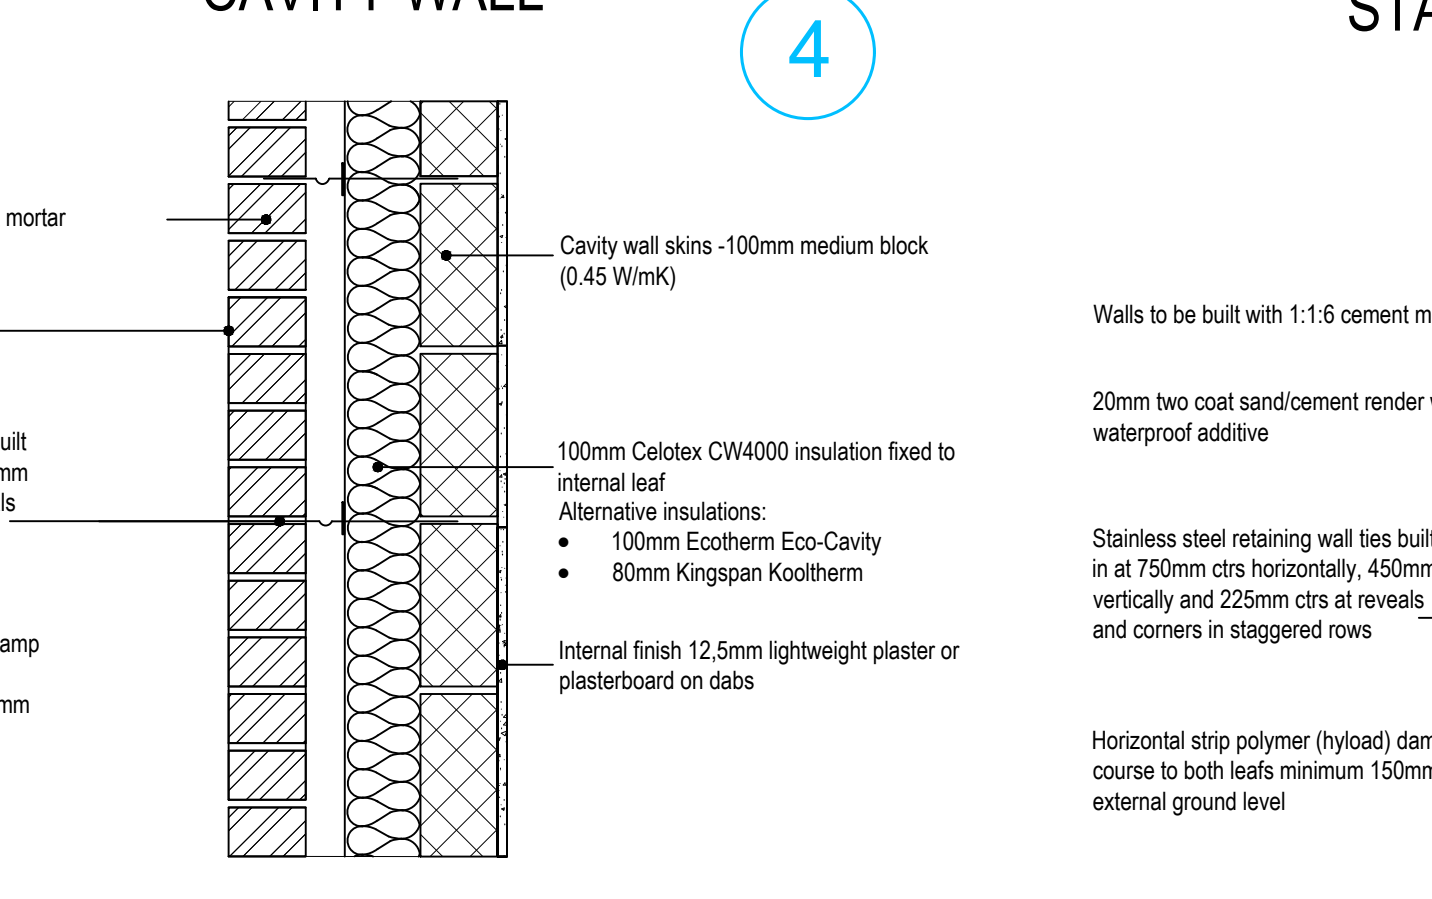 CAVITY WALL
4
mortar
Cavity wall skins -100mm medium block
(0.45 W/mK)
100mm Celotex CW4000 insulation fixed to
internal leaf
Alternative insulations:
● 100mm Ecotherm Eco-Cavity
● 80mm Kingspan Kooltherm
Internal finish 12,5mm lightweight plaster or
plasterboard on dabs
Walls to be built with 1:1:6 cement m
20mm two coat sand/cement render
waterproof additive
Stainless steel retaining wall ties built
in at 750mm ctrs horizontally, 450mm
vertically and 225mm ctrs at reveals
and corners in staggered rows
Horizontal strip polymer (hyload) dam
course to both leafs minimum 150mm
external ground level
uilt
mm
ls
amp
mm
STA